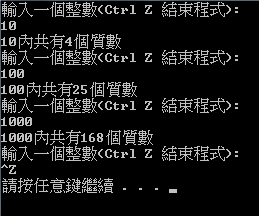 輸入一個整數(Ctrl Z 結束程式):
10
10內共有4個質數
輸入一個整數(Ctrl Z 結束程式):
100
100內共有25個質數
輸入一個整數(Ctrl Z 結束程式):
1000
1000內共有168個質數
輸入一個整數(Ctrl Z 結束程式):
^Z
請按任意鍵繼續 . . .